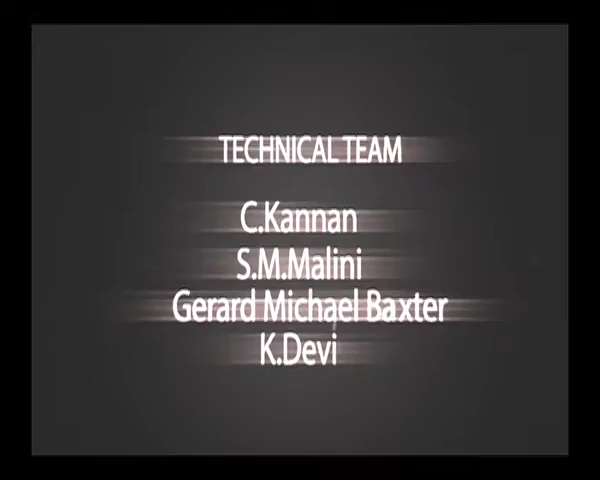 TECHNICAL TEAM
C.Kannan
S.M.Malini
Gerard Michael Baxter
K.Devi